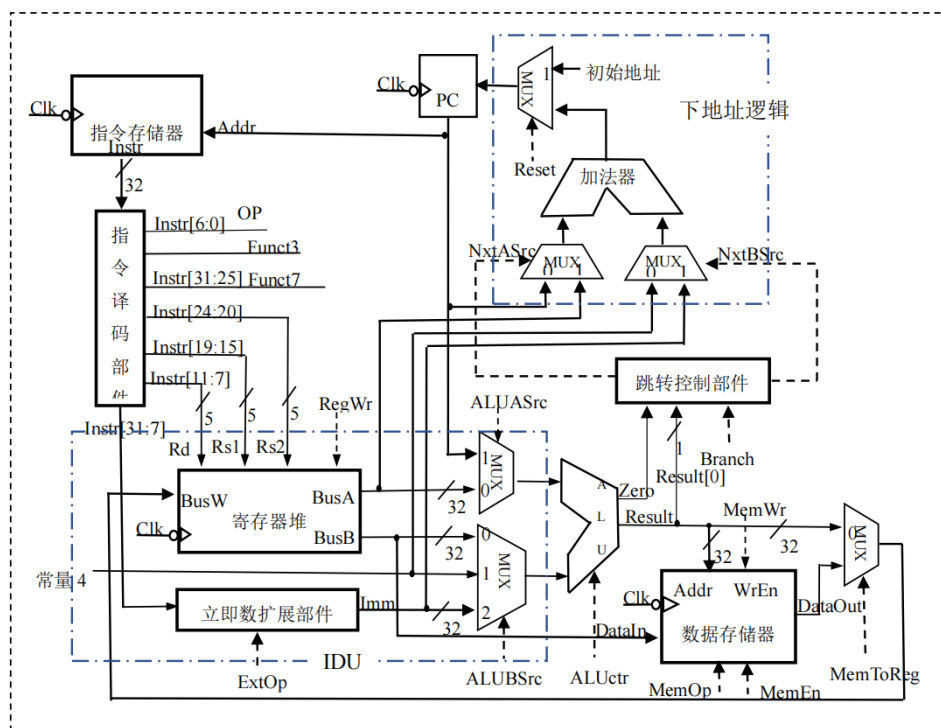 初始地址
MUX
1
Clk
PC
下地址逻辑
Clk
指令存储器
Addr
Instr
32
Reset
加法器
指令译码部件
Instr[6:0]
OP
Funct3
Instr[31:25]
Funct7
Instr[24:20]
Instr[19:15]
Instr[11:7]
Instr[31:7]
NxtASrc
MUX
0 1
MUX
0 1
NxtBSrc
跳转控制部件
5
5
5
RegWr
ALUASrc
Rd
Rs1
Rs2
1
Branch
Result[0]
BusW
BusA
Clk
寄存器堆
BusB
32
32
1
0
MUX
A
L
U
Zero
Result
MemWr
32
32
0
MUX
常量 4
0
1
2
MUX
立即数扩展部件
Imm
32
IDU
ExtOp
ALUBSrc
ALUctr
Clk
Addr
WrEn
DataIn
数据存储器
DataOut
MemOp
MemEn
MemToReg